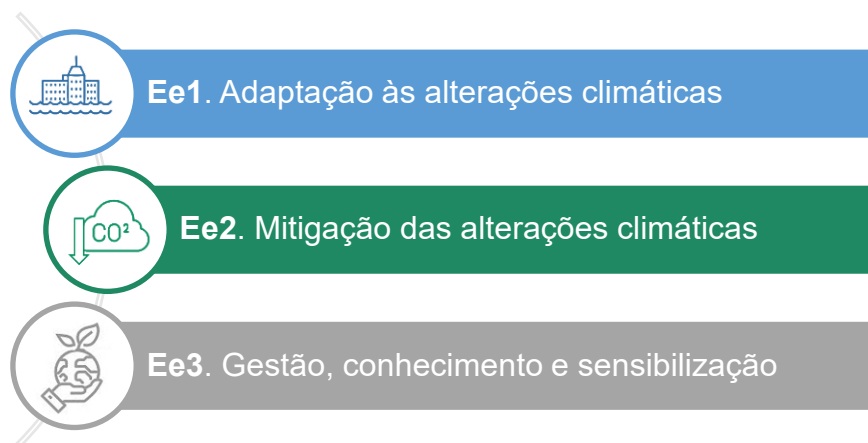 Ee1. Adaptação às alterações climáticas
CO²
Ee2. Mitigação das alterações climáticas
Ee3. Gestão, conhecimento e sensibilização